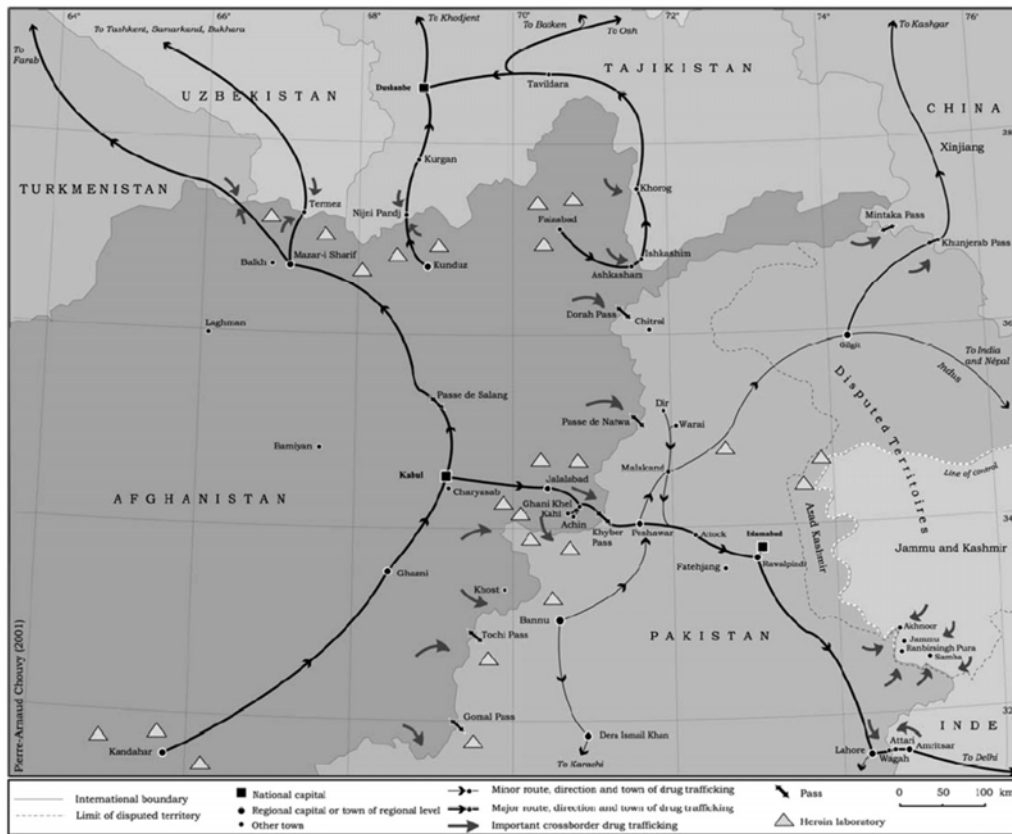 64°
66°
68°
70°
72°
74°
76°
To Khodjent
To Baiken
To Osh
To Kashgar
To Tashkent, Samarkand, Bukhara
To
Farab
UZBEKISTAN
TAJIKISTAN
CHINA
Xinjiang
TURKMENISTAN
Dushanbe
Tavildara
38
Kurgan
Khorog
Termez
Nijni Pandj
Faizabad
Mintaka Pass
Khunjerab Pass
Balkh
Mazar-i Sharif
Kunduz
Ishkashim
Ashkasham
Dorah Pass
Chitral
Laghman
36
Gilgit
To India
and Népal
Indus
Disputed Territoires
Passe de Salang
Dir
Passe de Natwa
Warai
Bamiyan
Malakand
Line of control
Kabul
Jalalabad
Charyasab
AFGHANISTAN
Ghani Khel
Kahi
Achin
Khyber
Pass
Peshawar
Attock
Islamabad
Rawalpindi
Azad Kashmir
34
Jammu and Kashmir
Ghazni
Fatehjang
Khost
Bannu
PAKISTAN
Akhnoor
Jammu
Ranbirsingh Pura
Samba
Tochi Pass
Gomal Pass
32
INDE
Kandahar
Dera Ismail Khan
To Karachi
Lahore
Wagah
Attari
Amritsar
To Delhi
Pierre-Arnaud Chouvy (2001)
International boundary
Limit of disputed territory
National capital
Regional capital or town of regional level
Other town
Minor route, direction and town of drug trafficking
Major route, direction and town of drug trafficking
Important crossborder drug trafficking
Pass
Heroin laboratory
0
50
100
km